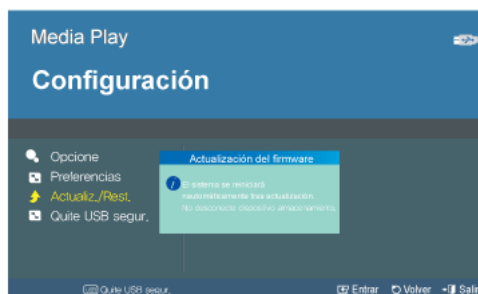 Media Play
Configuración
Opcione
Preferencias
Actualiz./Rest.
Quite USB segur.
Actualización del firmware
El sistema se reiniciará
automáticamente tras actualización
No desconecte dispositivo almacenamiento.
Quite USB segur.
Entrar Volver Salir